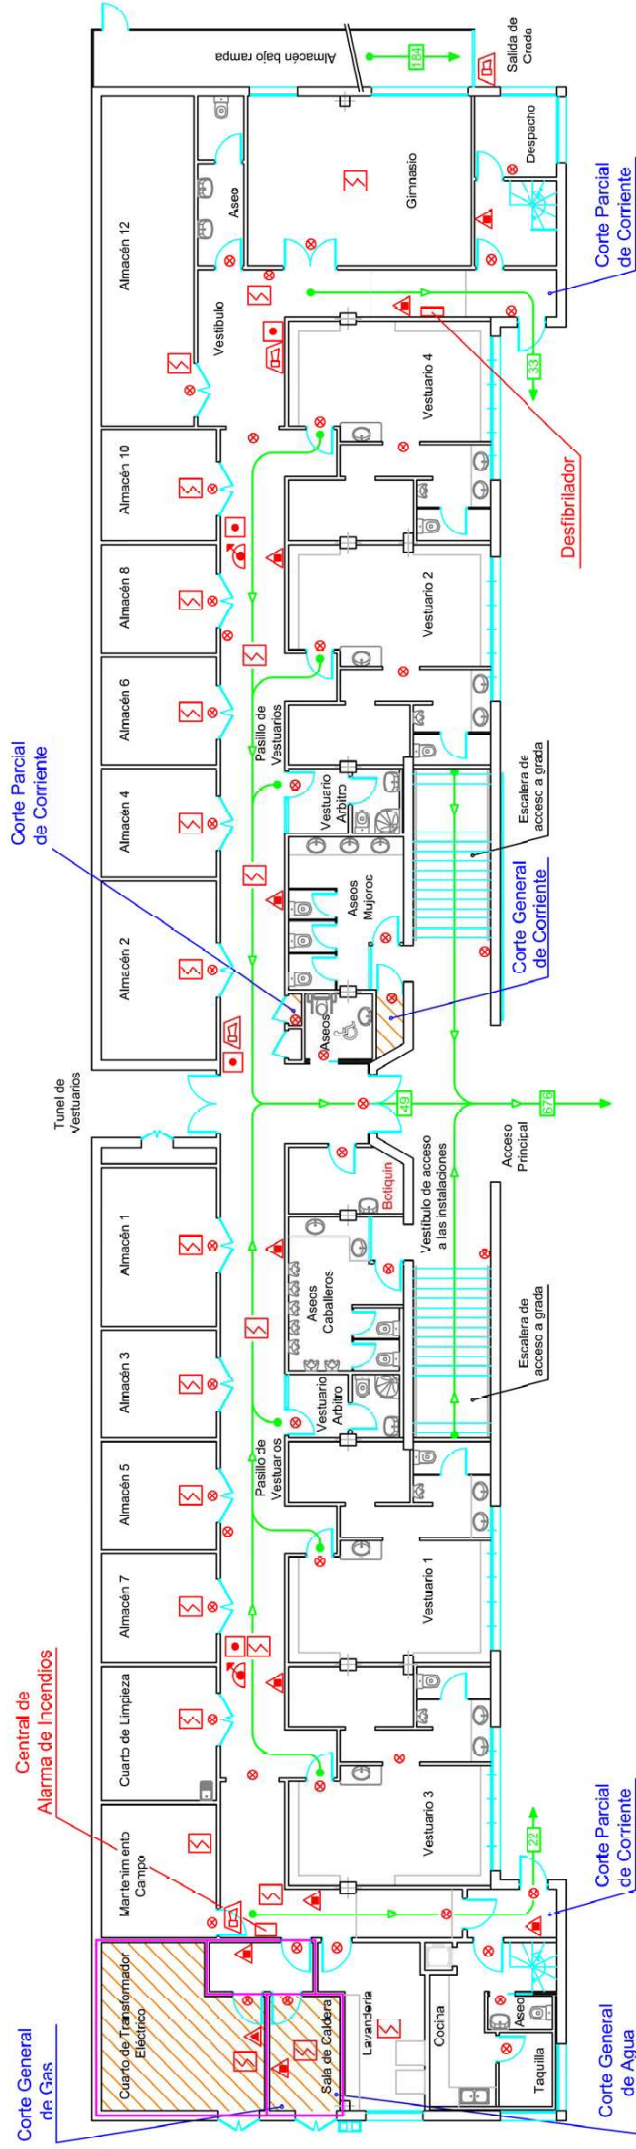 Corte General
de Gas
Central de
Alarma de Incendios
Corte Parcial
de Corriente
Tunel de
Vestuarios
Cuarto de Transformador
Eléctrico
Mantenimiento
Campo
Cuarto de Limpieza
Almacén 7
Almacén 5
Almacén 3
Almacén 1
Almacén 2
Almacén 4
Almacén 6
Almacén 8
Almacén 10
Almacén 12
Almacén bajo rampa
Aseo
Vestíbulo
Pasillo de
Vestuarios
Pasillo de
Vestuarios
Sala de Caldera
Lavandería
Cocina
Taquilla
Aseo
Vestuario 3
Vestuario 1
Vestuario
Arbitro
Aseos
Caballeros
Botiquin
Aseos
Aseos
Mujeres
Vestuario
Arbitro
Vestuario 2
Vestuario 4
Gimnasio
Despacho
184
Salida de
Grada
49
Vestíbulo de acceso
a las instalaciones
Acceso
Principal
676
22
33
Escalera de
acceso a grada
Escalera de
acceso a grada
Corte General
de Corriente
Desfibrilador
Corte General
de Agua
Corte Parcial
de Corriente
Corte Parcial
de Corriente